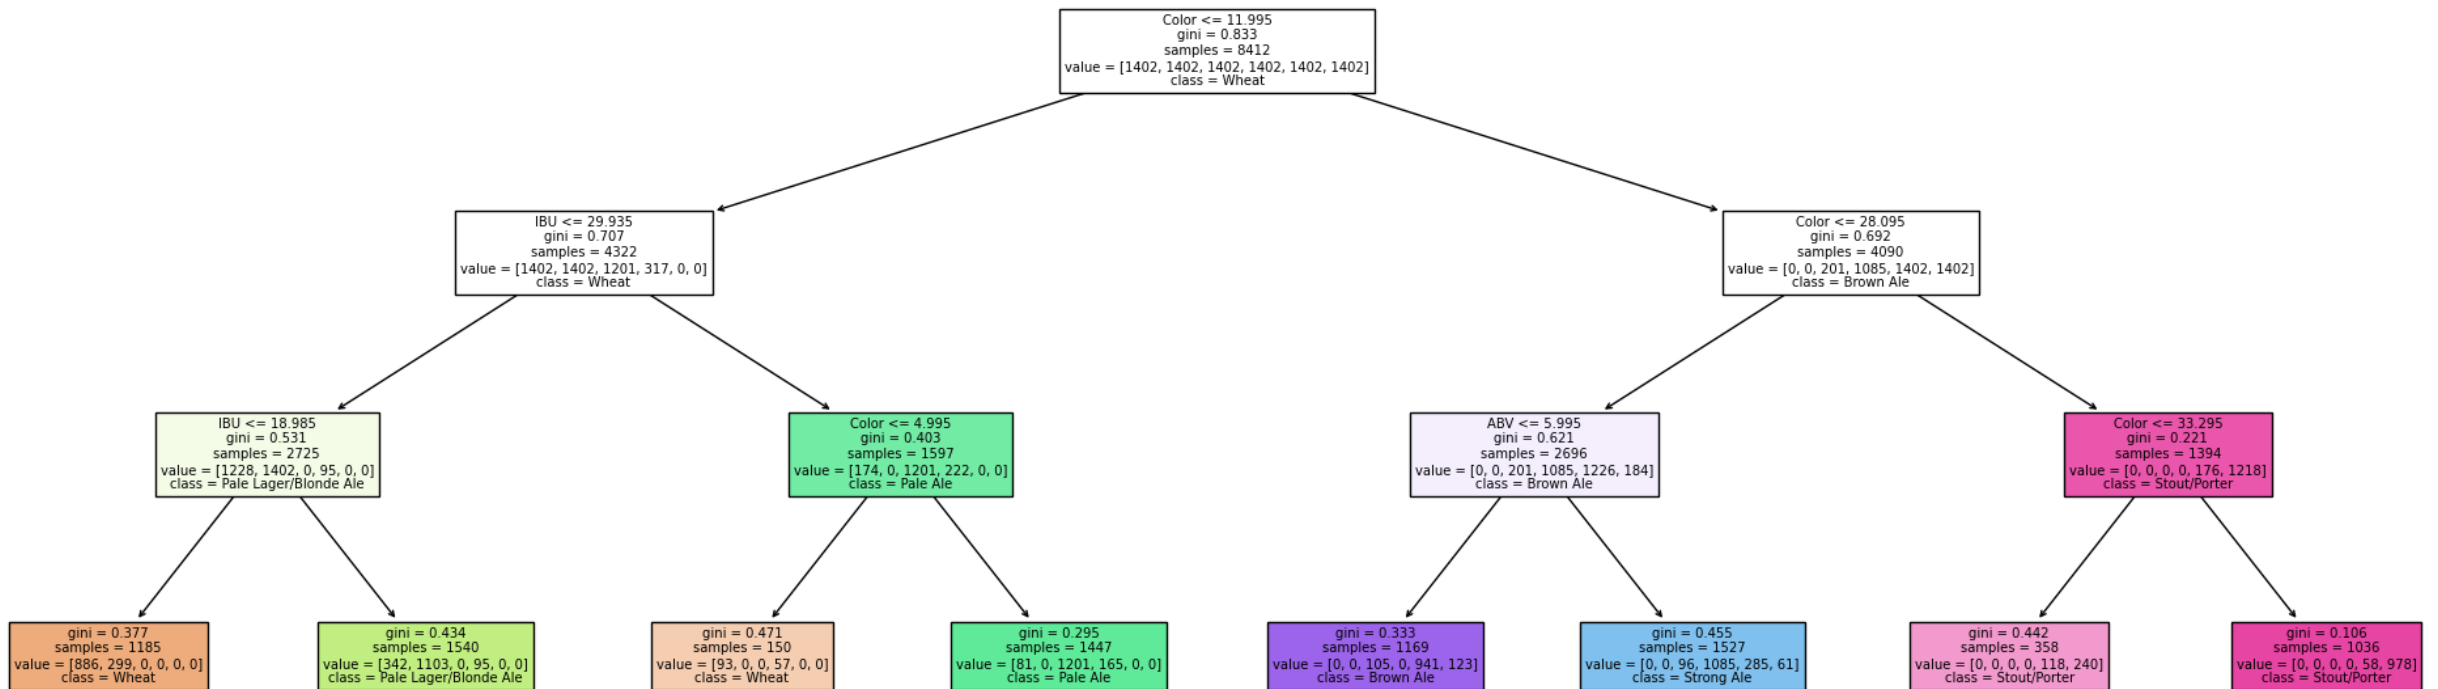 Color <= 11.995
gini = 0.833
samples = 8412
value = [1402, 1402, 1402, 1402, 1402, 1402]
class = Wheat
IBU <= 29.935
gini = 0.707
samples = 4322
value = [1402, 1402, 1201, 317, 0, 0]
class = Wheat
Color <= 28.095
gini = 0.692
samples = 4090
value = [0, 0, 201, 1085, 1402, 1402]
class = Brown Ale
IBU <= 18.985
gini = 0.531
samples = 2725
value = [1228, 1402, 0, 95, 0, 0]
class = Pale Lager/Blonde Ale
Color <= 4.995
gini = 0.403
samples = 1597
value = [174, 0, 1201, 222, 0, 0]
class = Pale Ale
ABV <= 5.995
gini = 0.621
samples = 2696
value = [0, 0, 201, 1085, 1226, 184]
class = Brown Ale
Color <= 33.295
gini = 0.221
samples = 1394
value = [0, 0, 0, 0, 176, 1218]
class = Stout/Porter
gini = 0.377
samples = 1185
value = [886, 299, 0, 0, 0, 0]
class = Wheat
gini = 0.434
samples = 1540
value = [342, 1103, 0, 95, 0, 0]
class = Pale Lager/Blonde Ale
gini = 0.471
samples = 150
value = [93, 0, 0, 57, 0, 0]
class = Wheat
gini = 0.295
samples = 1447
value = [81, 0, 1201, 165, 0, 0]
class = Pale Ale
gini = 0.333
samples = 1169
value = [0, 0, 105, 0, 941, 123]
class = Brown Ale
gini = 0.455
samples = 1527
value = [0, 0, 96, 1085, 285, 61]
class = Strong Ale
gini = 0.442
samples = 358
value = [0, 0, 0, 0, 118, 240]
class = Stout/Porter
gini = 0.106
samples = 1036
value = [0, 0, 0, 0, 58, 978]
class = Stout/Porter